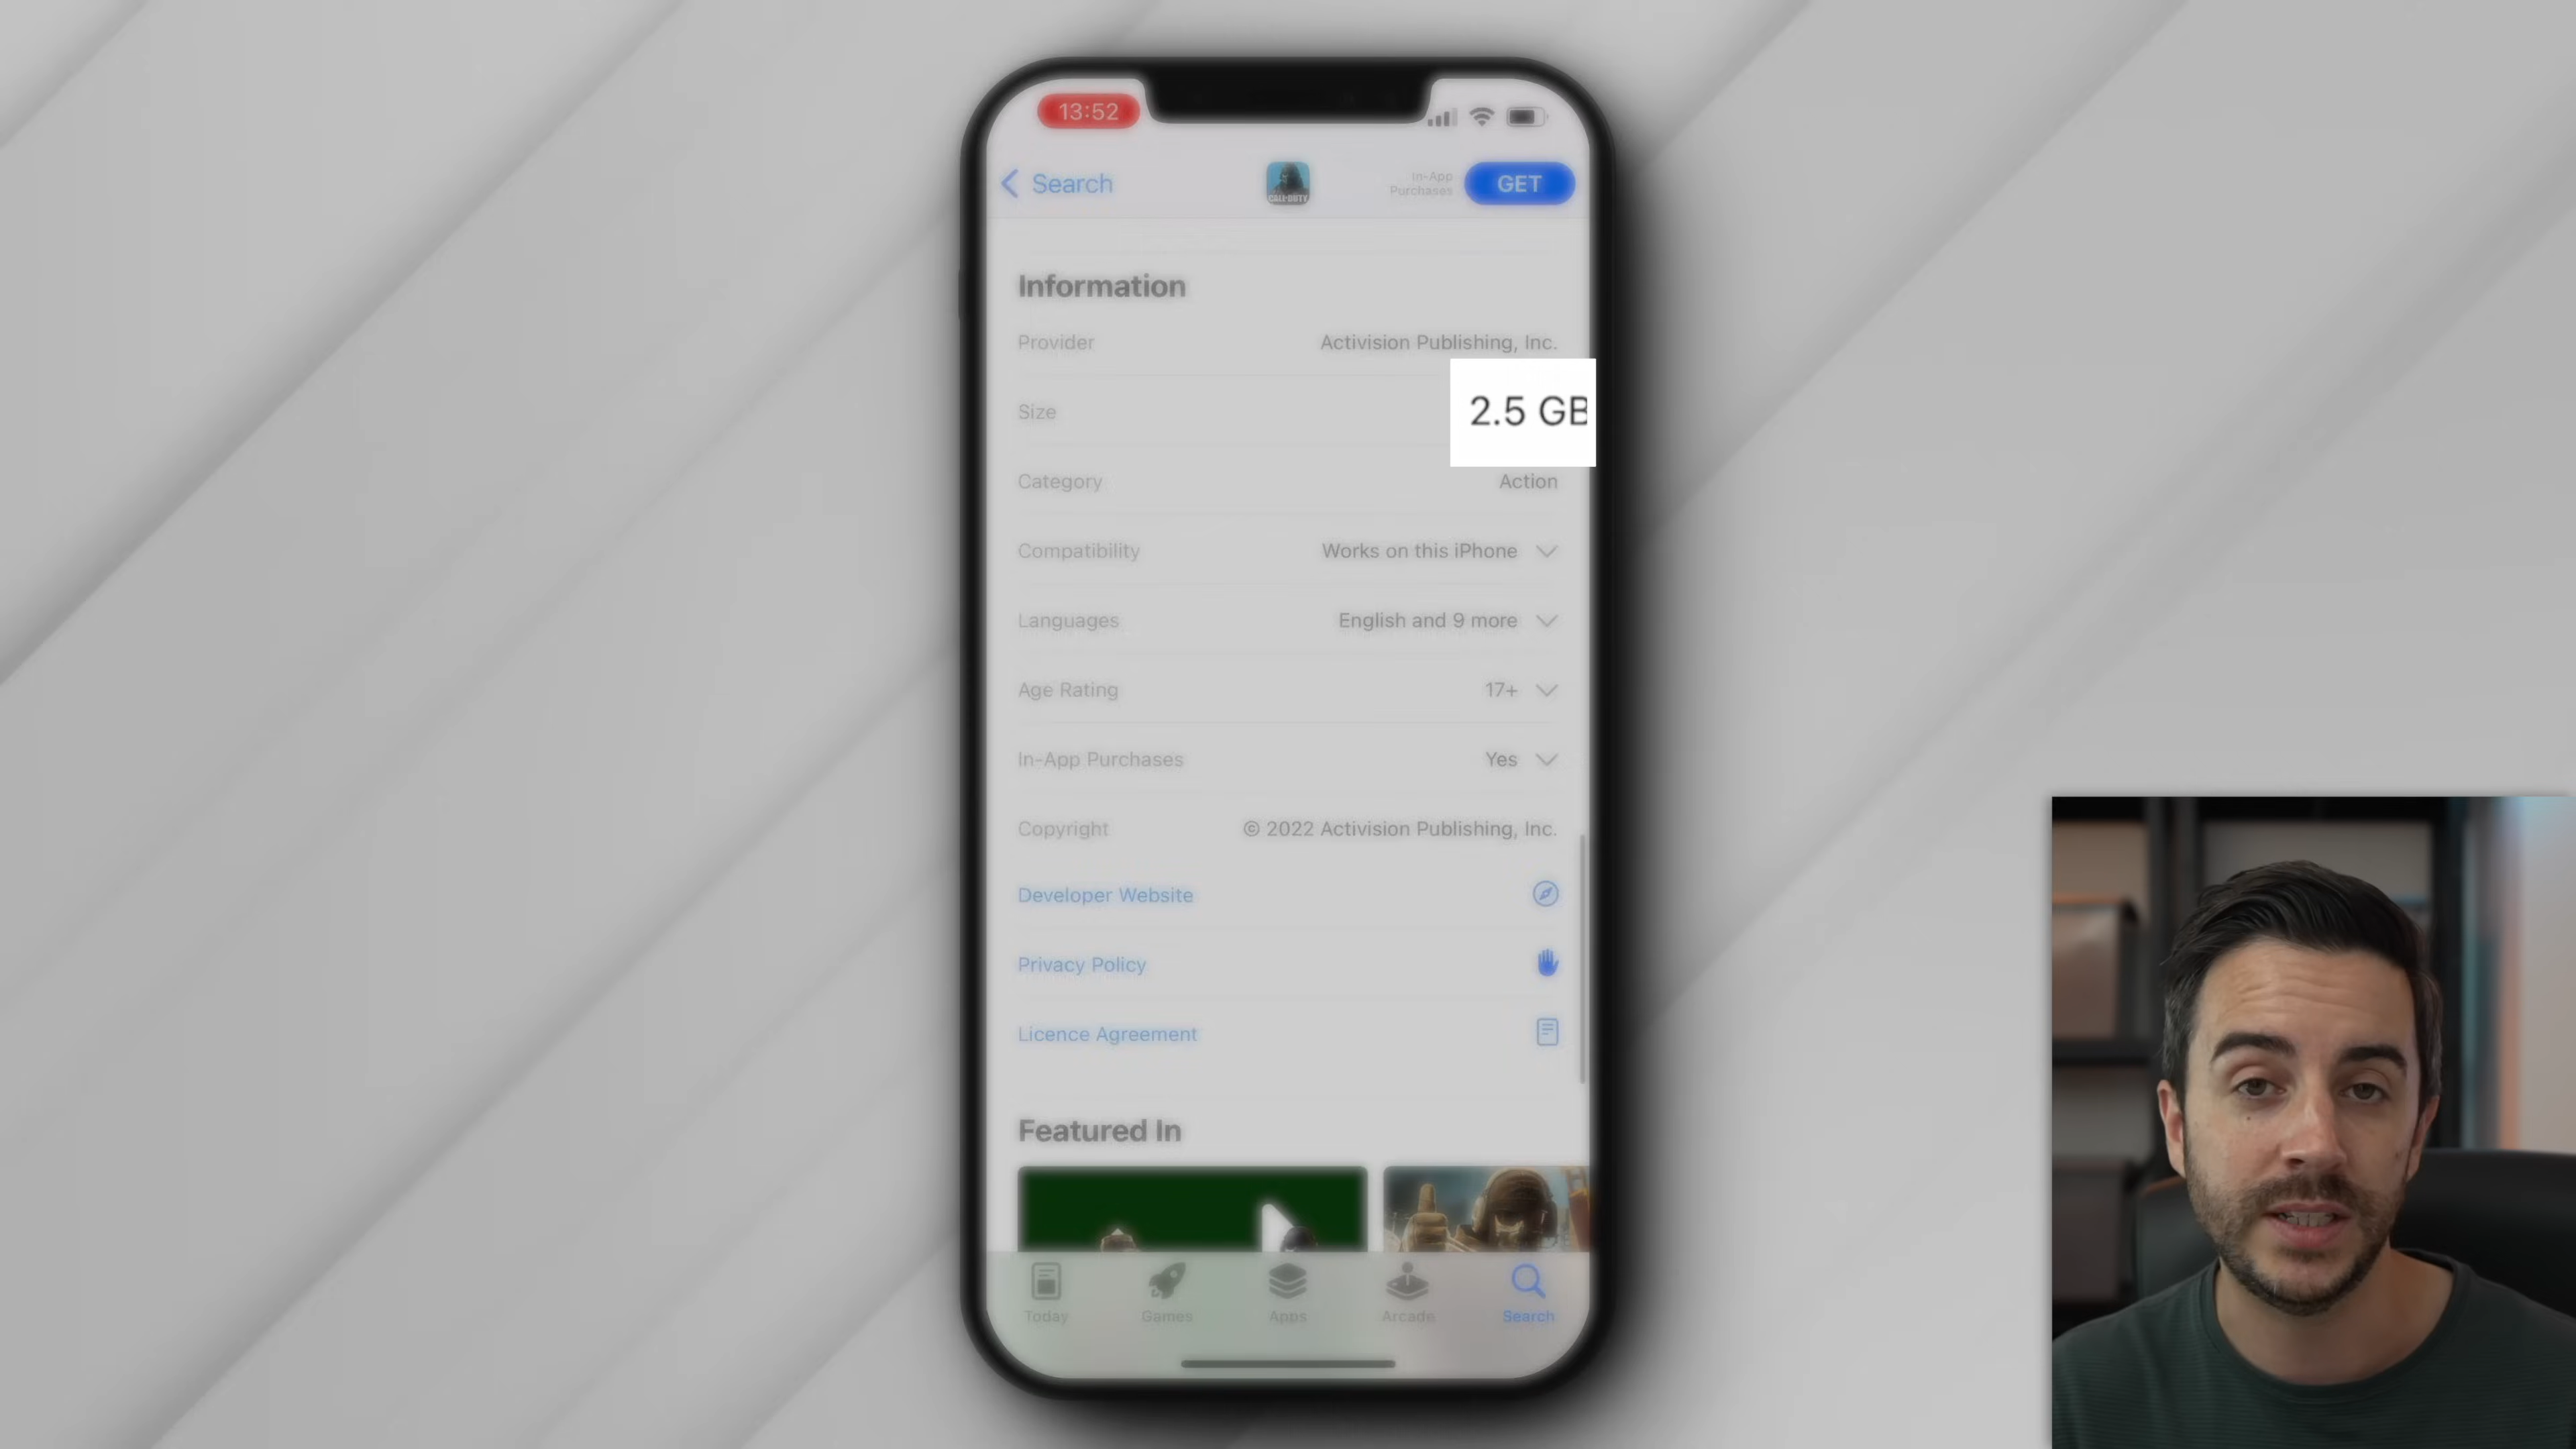 13:52
Search
CALL·DUTY
In-App
Purchases
GET
Information
Provider Activision Publishing, Inc.
Size 2.5 GB
Category Action
Compatibility Works on this iPhone
Languages English and 9 more
Age Rating 17+
In-App Purchases Yes
Copyright © 2022 Activision Publishing, Inc.
Developer Website
Privacy Policy
Licence Agreement
Featured In
Today Games Apps Arcade Search